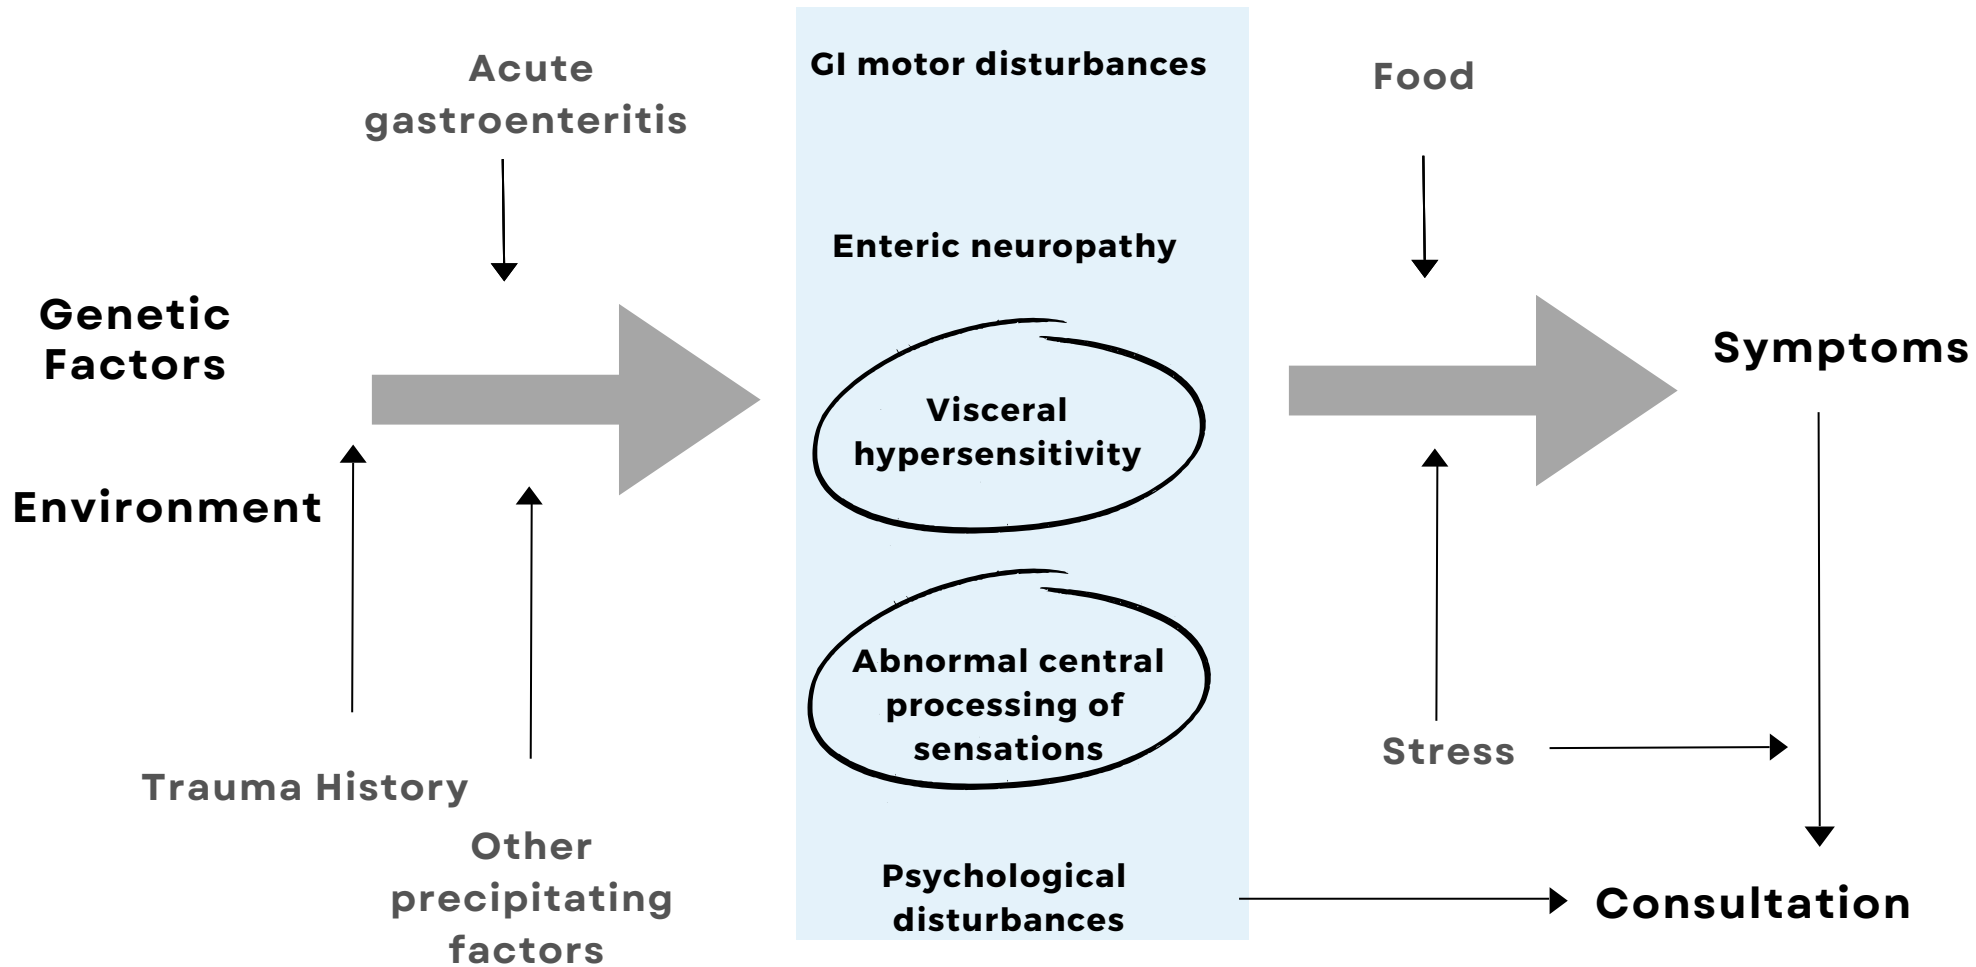 Acute
gastroenteritis
Genetic
Factors
Environment
Trauma History
Other
precipitating
factors
GI motor disturbances
Enteric neuropathy
Visceral
hypersensitivity
Abnormal central
processing of
sensations
Psychological
disturbances
Food
Stress
Symptoms
Consultation